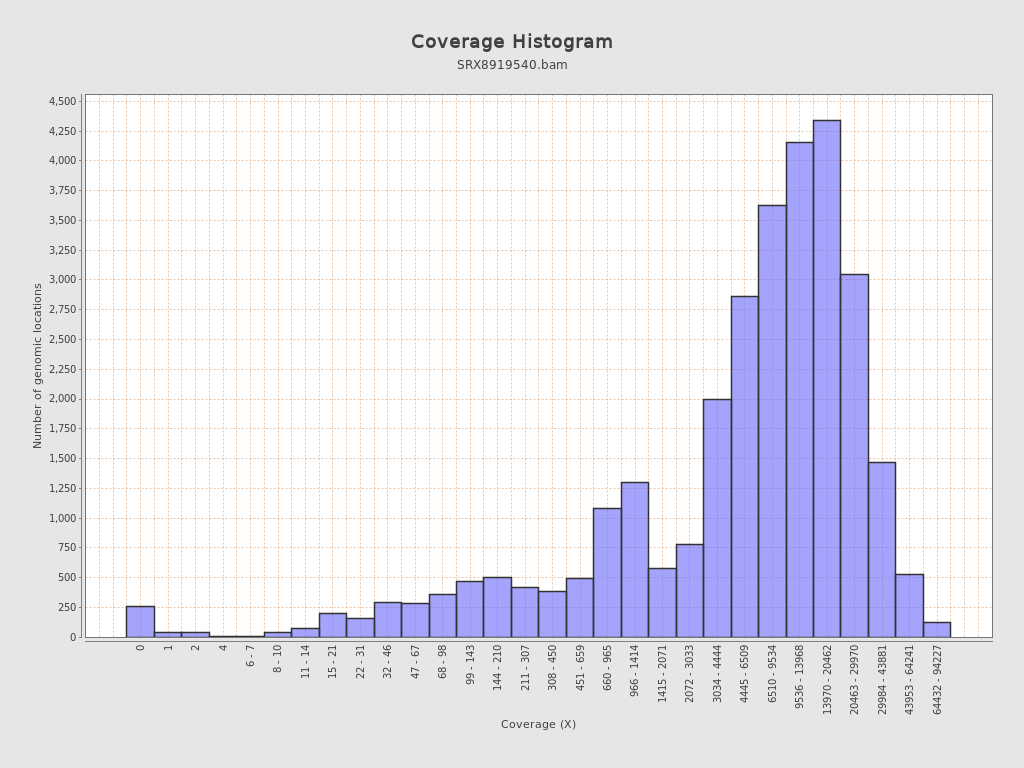 Coverage Histogram
SRX8919540.bam
Number of genomic locations
4,500
4,250
4,000
3,750
3,500
3,250
3,000
2,750
2,500
2,250
2,000
1,750
1,500
1,250
1,000
750
500
250
0
0
1
2
4
6 - 7
8 - 10
11 - 14
15 - 21
22 - 31
32 - 46
47 - 67
68 - 98
99 - 143
144 - 210
211 - 307
308 - 450
451 - 659
660 - 965
966 - 1414
1415 - 2071
2072 - 3033
3034 - 4444
4445 - 6509
6510 - 9534
9536 - 13968
13970 - 20462
20463 - 29970
29984 - 43881
43953 - 64241
64432 - 94227
Coverage (X)